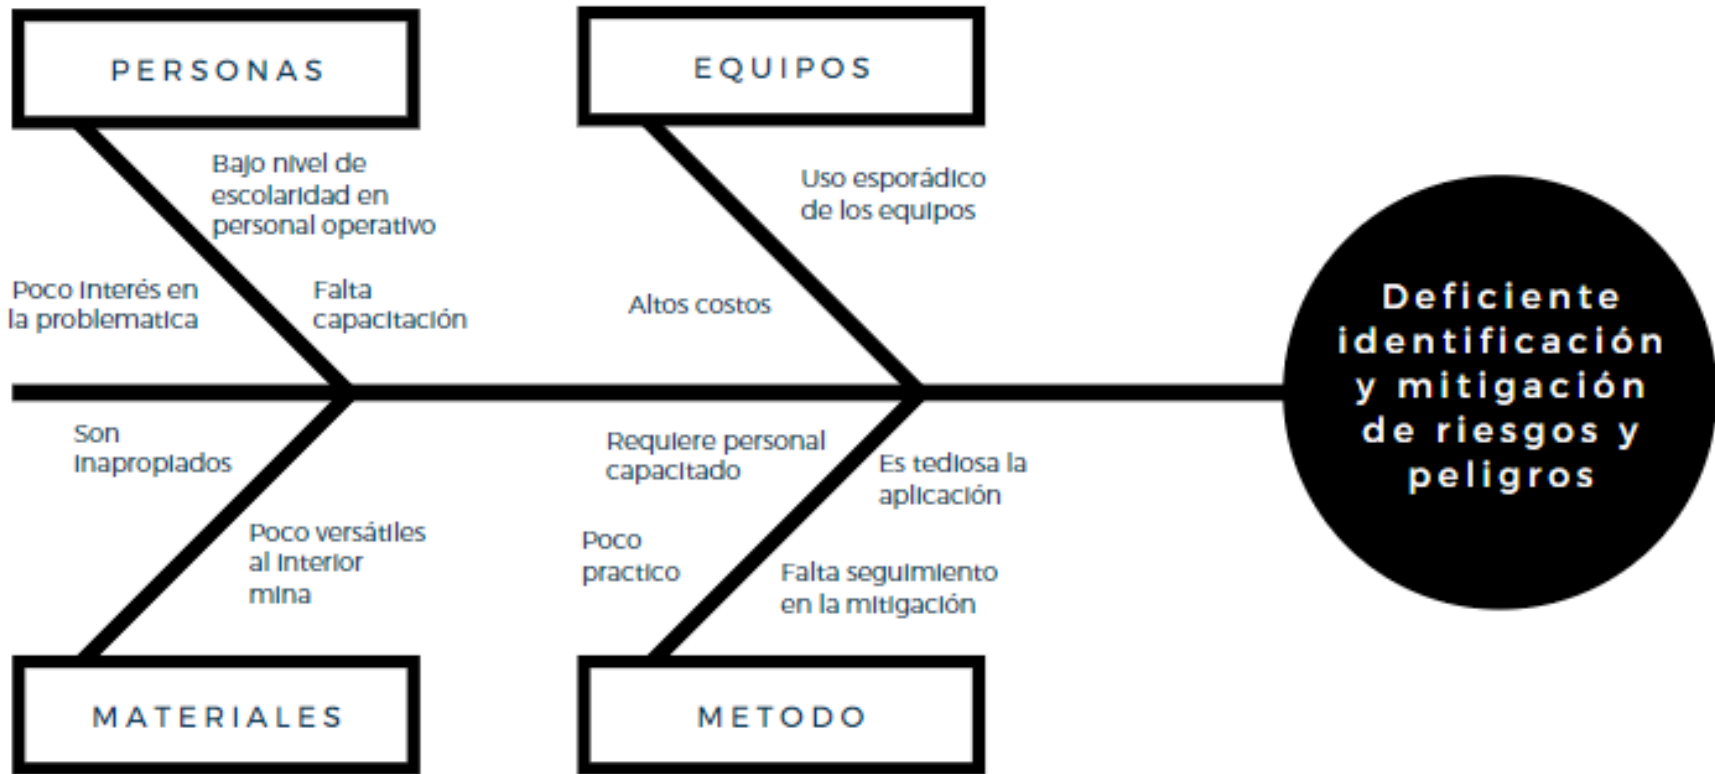 PERSONAS
EQUIPOS
Bajo nivel de
escolaridad en
personal operativo
Poco Interés en
la problematica
Falta
capacitación
Uso esporádico
de los equipos
Altos costos
Son
Inapropiados
Poco versátiles
al Interior
mina
Requiere personal
capacitado
Es tediosa la
aplicación
Poco
practico
Falta seguimiento
en la mitigación
MATERIALES
METODO
Deficiente
identificación
y mitigación
de riesgos y
peligros